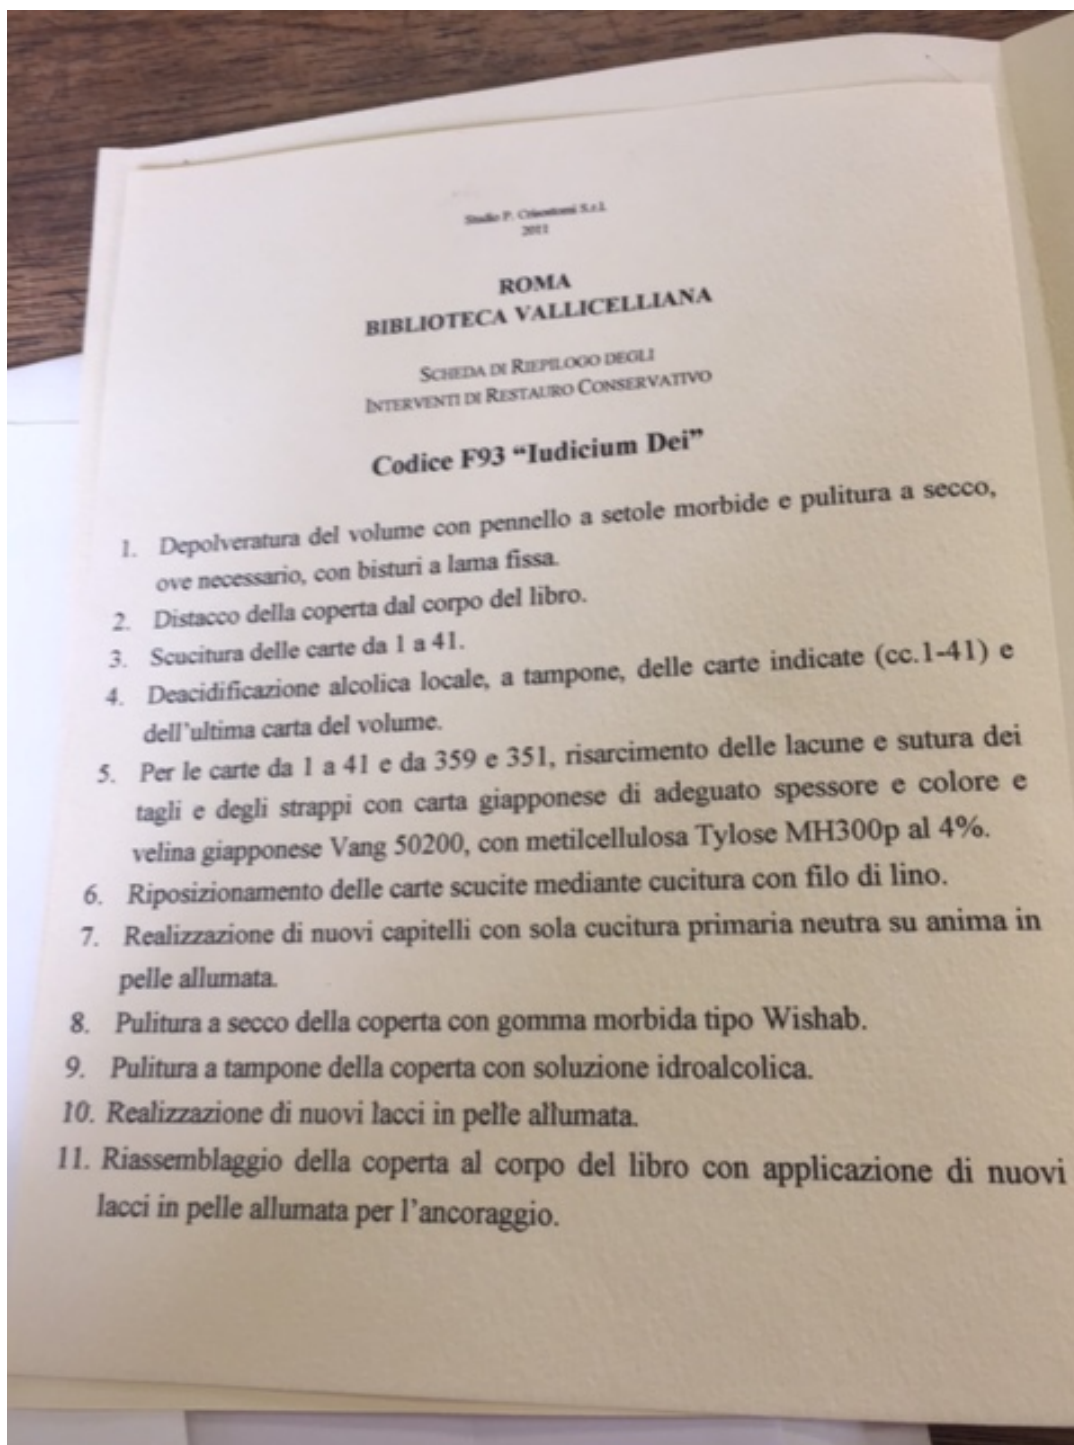 Studio P. Crisostomi S.r.l.
2011
ROMA
BIBLIOTECA VALLICELLIANA
SCHEDA DI RIEPILOGO DEGLI
INTERVENTI DI RESTAURO CONSERVATIVO
Codice F93 “Iudicium Dei”
1. Depolveratura del volume con pennello a setole morbide e pulitura a secco,
ove necessario, con bisturi a lama fissa.
2. Distacco della coperta dal corpo del libro.
3. Scucitura delle carte da 1 a 41.
4. Deacidificazione alcolica locale, a tampone, delle carte indicate (cc.1-41) e
dell’ultima carta del volume.
5. Per le carte da 1 a 41 e da 359 e 351, risarcimento delle lacune e sutura dei
tagli e degli strappi con carta giapponese di adeguato spessore e colore e
velina giapponese Vang 50200, con metilcellulosa Tylose MH300p al 4%.
6. Riposizionamento delle carte scucite mediante cucitura con filo di lino.
7. Realizzazione di nuovi capitelli con sola cucitura primaria neutra su anima in
pelle allumata.
8. Pulitura a secco della coperta con gomma morbida tipo Wishab.
9. Pulitura a tampone della coperta con soluzione idroalcolica.
10. Realizzazione di nuovi lacci in pelle allumata.
11. Riassemblaggio della coperta al corpo del libro con applicazione di nuovi
lacci in pelle allumata per l’ancoraggio.